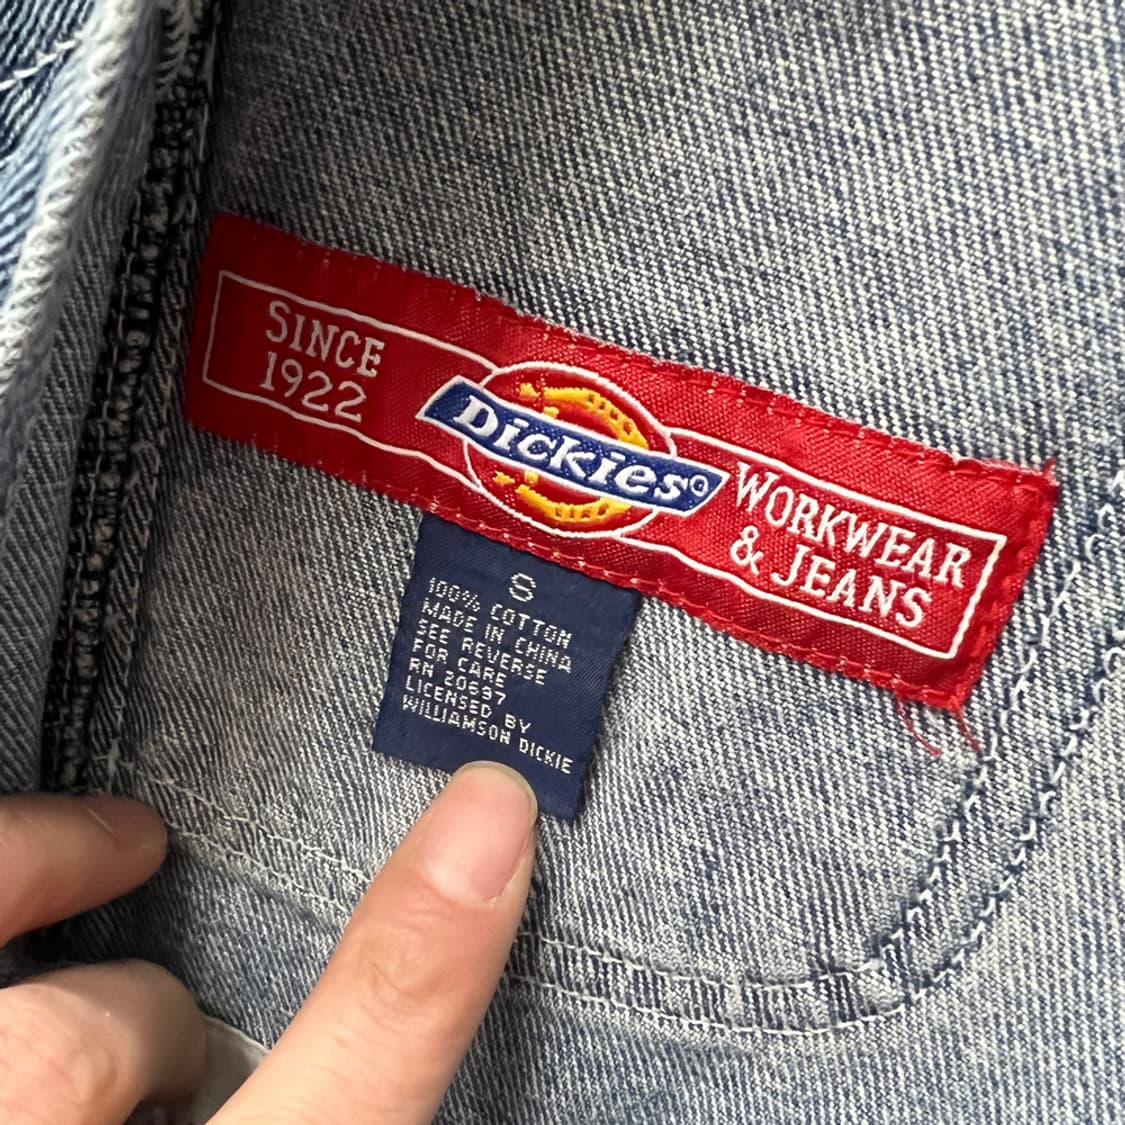 SINCE
1922
Dickies®
WORKWEAR
& JEANS
S
100% COTTON
MADE IN CHINA
SEE REVERSE
FOR CARE
RN 20697
LICENSED BY
WILLIAMSON DICKIE